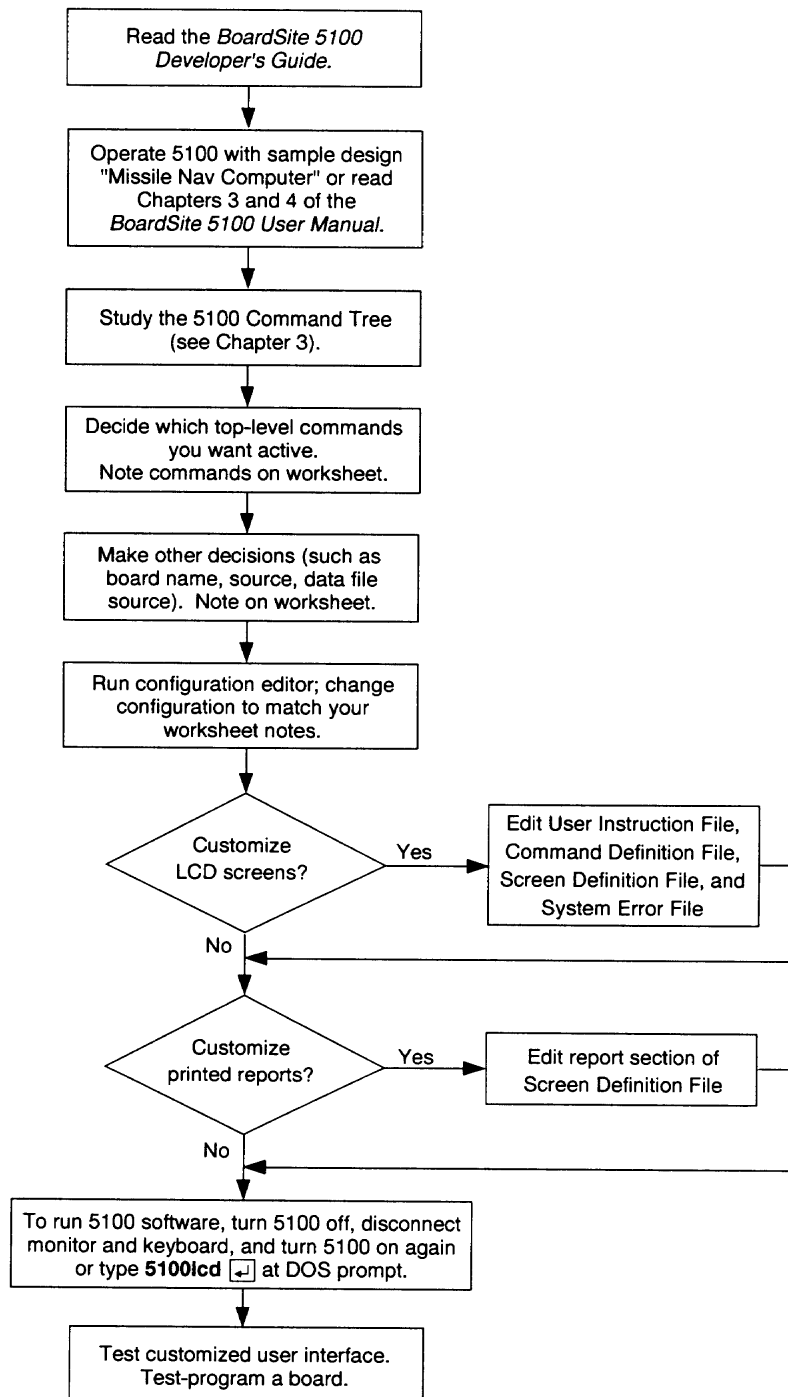 Read the BoardSite 5100
Developer's Guide.
Operate 5100 with sample design
"Missile Nav Computer" or read
Chapters 3 and 4 of the
BoardSite 5100 User Manual.
Study the 5100 Command Tree
(see Chapter 3).
Decide which top-level commands
you want active.
Note commands on worksheet.
Make other decisions (such as
board name, source, data file
source). Note on worksheet.
Run configuration editor; change
configuration to match your
worksheet notes.
Customize
LCD screens?
Yes
Edit User Instruction File,
Command Definition File,
Screen Definition File, and
System Error File
No
Customize
printed reports?
Yes
Edit report section of
Screen Definition File
No
To run 5100 software, turn 5100 off, disconnect
monitor and keyboard, and turn 5100 on again
or type 5100lcd ↵ at DOS prompt.
Test customized user interface.
Test-program a board.